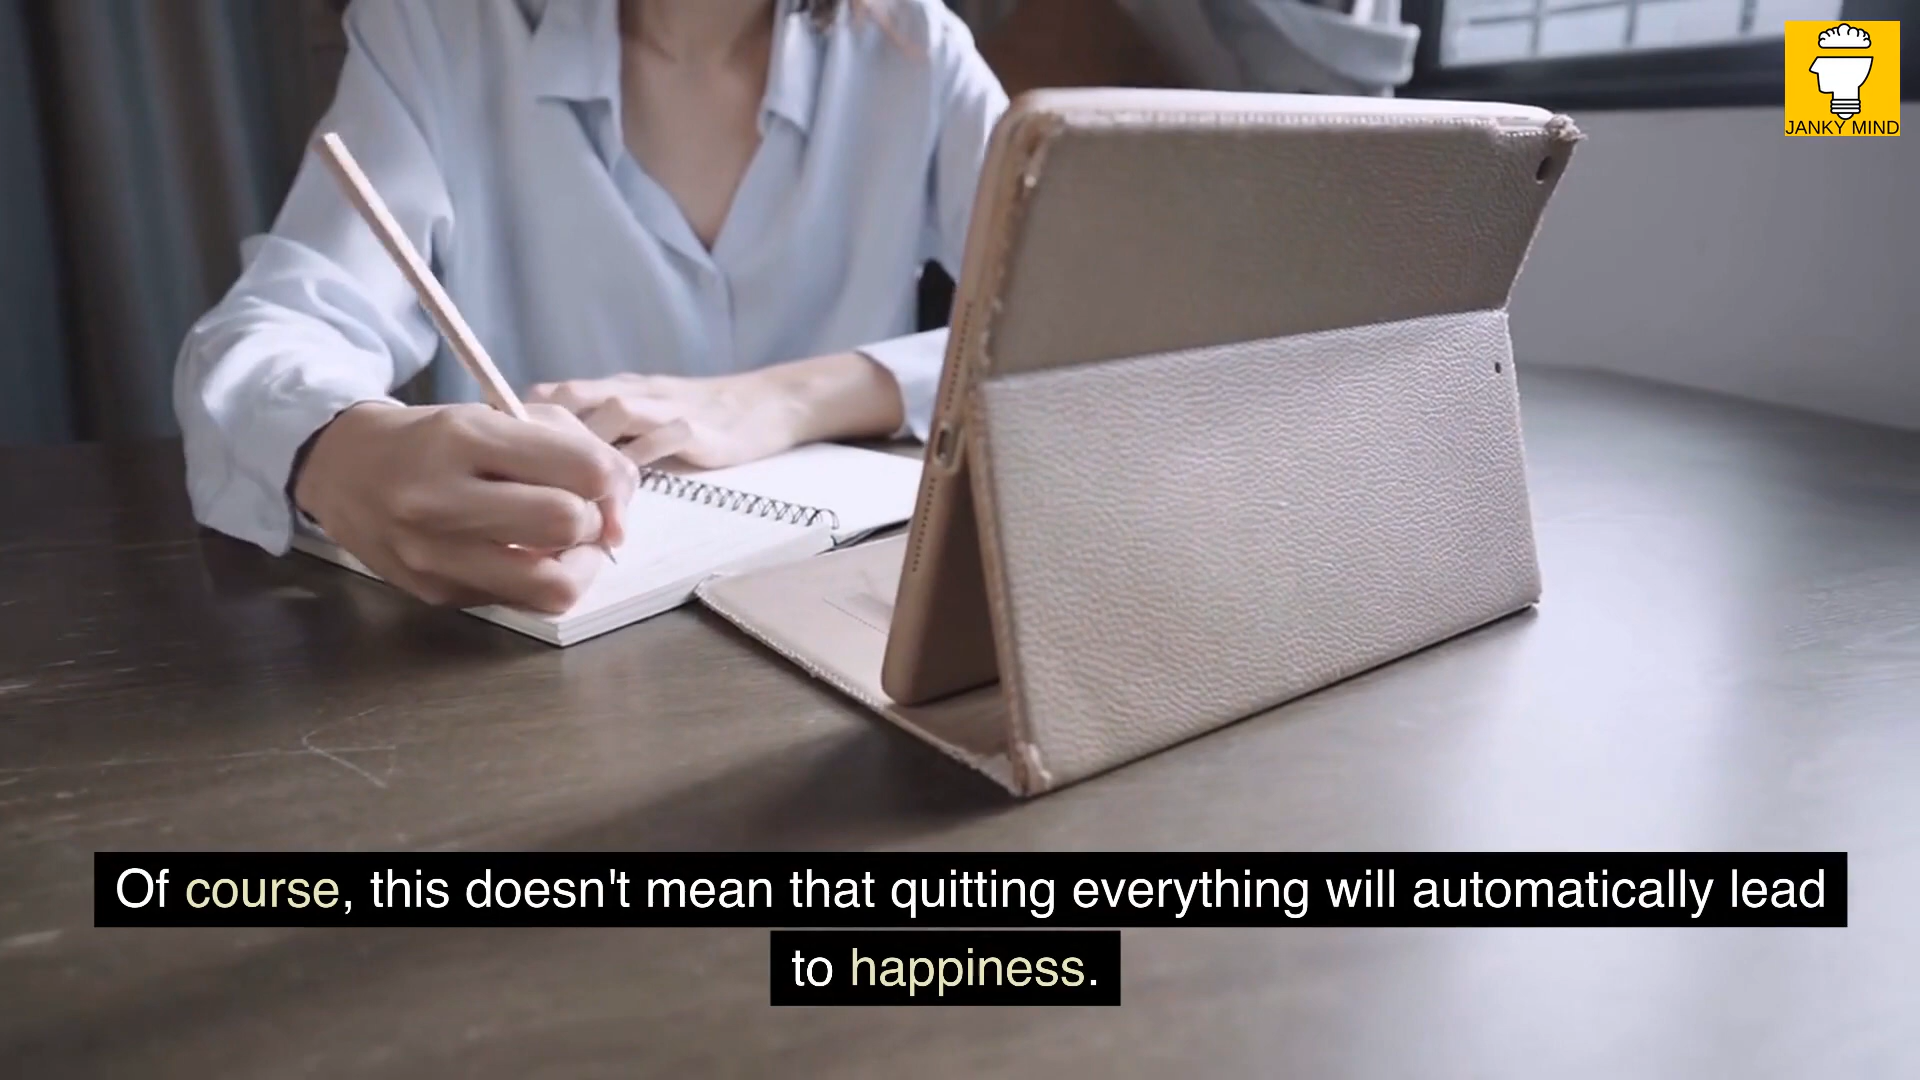 JANKY MIND
Of course, this doesn't mean that quitting everything will automatically lead
to happiness.